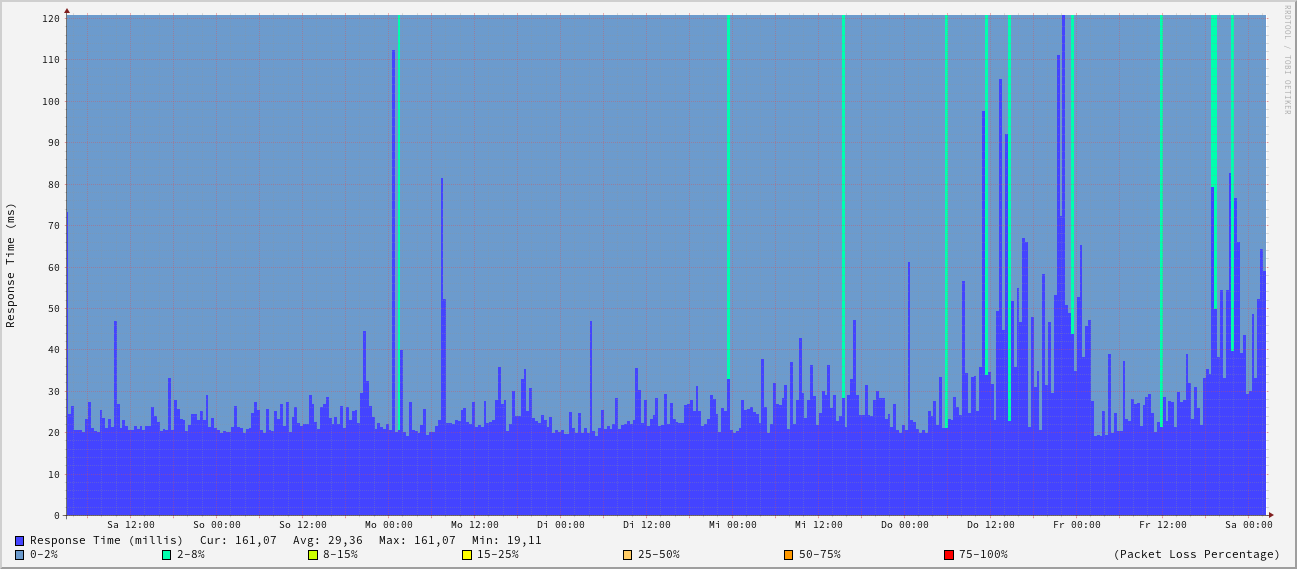 RRDTOOL / TOBI OETIKER
Response Time (ms)
120
110
100
90
80
70
60
50
40
30
20
10
0
Sa 12:00 So 00:00 So 12:00 Mo 00:00 Mo 12:00 Di 00:00 Di 12:00 Mi 00:00 Mi 12:00 Do 00:00 Do 12:00 Fr 00:00 Fr 12:00 Sa 00:00
Response Time (millis) Cur: 161,07 Avg: 29,36 Max: 161,07 Min: 19,11
0-2% 2-8% 8-15% 15-25% 25-50% 50-75% 75-100% (Packet Loss Percentage)